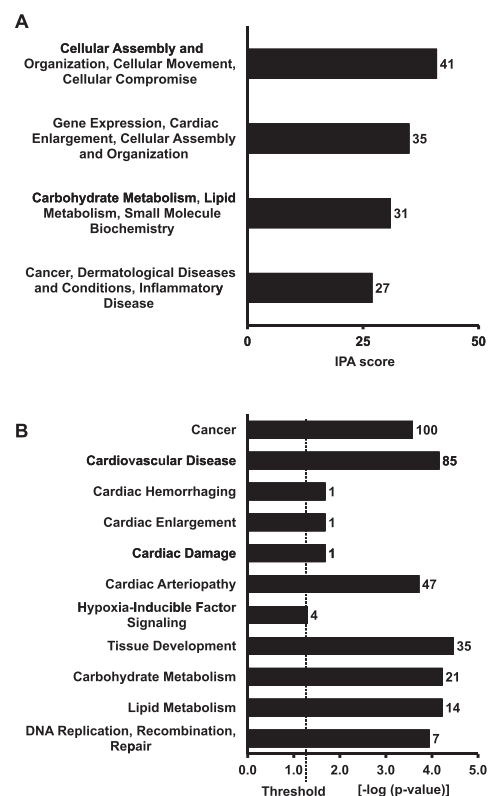 A
Cellular Assembly and
Organization, Cellular Movement,
Cellular Compromise
41
Gene Expression, Cardiac
Enlargement, Cellular Assembly
and Organization
35
Carbohydrate Metabolism, Lipid
Metabolism, Small Molecule
Biochemistry
31
Cancer, Dermatological Diseases
and Conditions, Inflammatory
Disease
27
0 25 50
IPA score
B
Cancer 100
Cardiovascular Disease 85
Cardiac Hemorrhaging 1
Cardiac Enlargement 1
Cardiac Damage 1
Cardiac Arteriopathy 47
Hypoxia-Inducible Factor
Signaling
4
Tissue Development 35
Carbohydrate Metabolism 21
Lipid Metabolism 14
DNA Replication, Recombination,
Repair
7
0.0 1.0 2.0 3.0 4.0 5.0
Threshold [-log (p-value)]